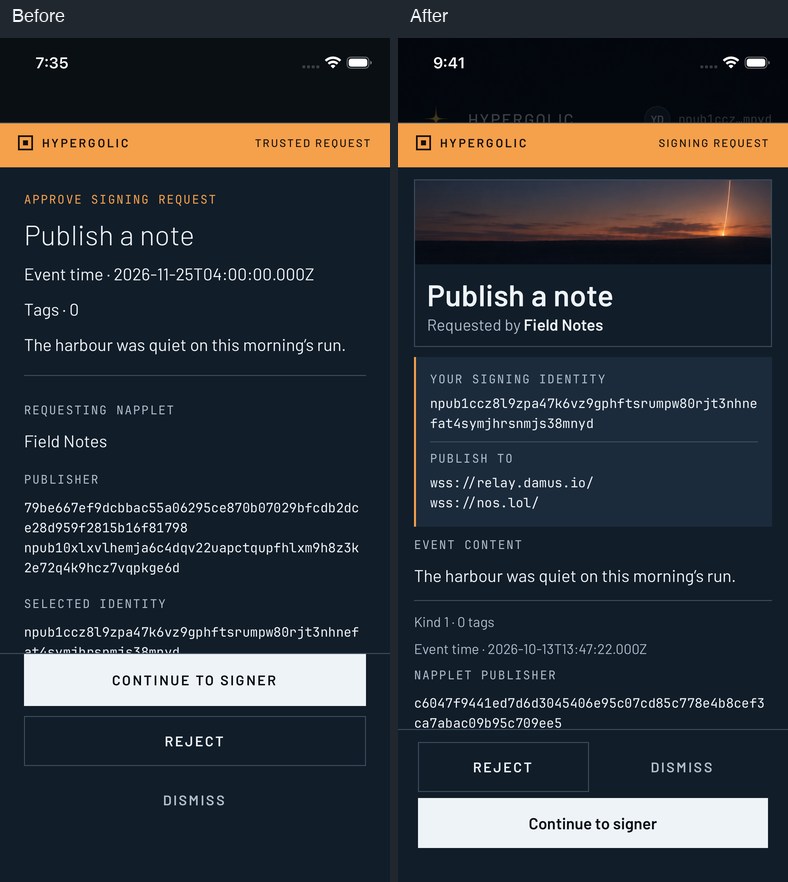 Before
7:35
HYPERGOLIC
TRUSTED REQUEST
APPROVE SIGNING REQUEST
Publish a note
Event time · 2026-11-25T04:00:00.000Z
Tags · 0
The harbour was quiet on this morning's run.
REQUESTING NAPPLET
Field Notes
PUBLISHER
79be667ef9dcbbac55a06295ce870b07029bfcdb2dc
e28d959f2815b16f81798
npub10xlxvlhemja6c4dqv22uapctqupfhlxm9h8z3k
2e72q4k9hcz7vqpkge6d
SELECTED IDENTITY
npub1ccz8l9zpa47k6vz9gphftsrumpw80rjt3nhnef
at4symjhrsnmjs38mnyd
CONTINUE TO SIGNER
REJECT
DISMISS
After
9:41
HYPERGOLIC
YD
npub1ccz…mnyd
HYPERGOLIC
SIGNING REQUEST
Publish a note
Requested by Field Notes
YOUR SIGNING IDENTITY
npub1ccz8l9zpa47k6vz9gphftsrumpw80rjt3nhne
fat4symjhrsnmjs38mnyd
PUBLISH TO
wss://relay.damus.io/
wss://nos.lol/
EVENT CONTENT
The harbour was quiet on this morning's run.
Kind 1 · 0 tags
Event time · 2026-10-13T13:47:22.000Z
NAPPLET PUBLISHER
c6047f9441ed7d6d3045406e95c07cd85c778e4b8cef3
ca7abac09b95c709ee5
REJECT
DISMISS
Continue to signer